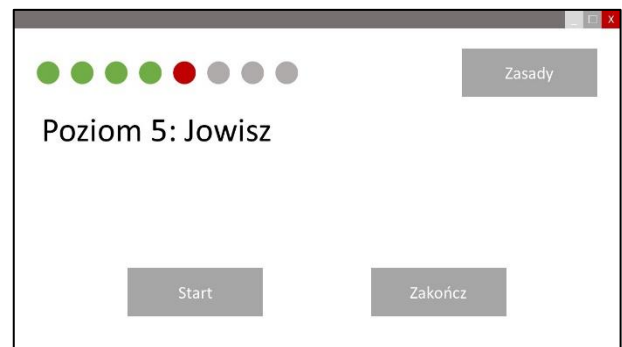 _ □ X
Zasady
Poziom 5: Jowisz
Start Zakończ